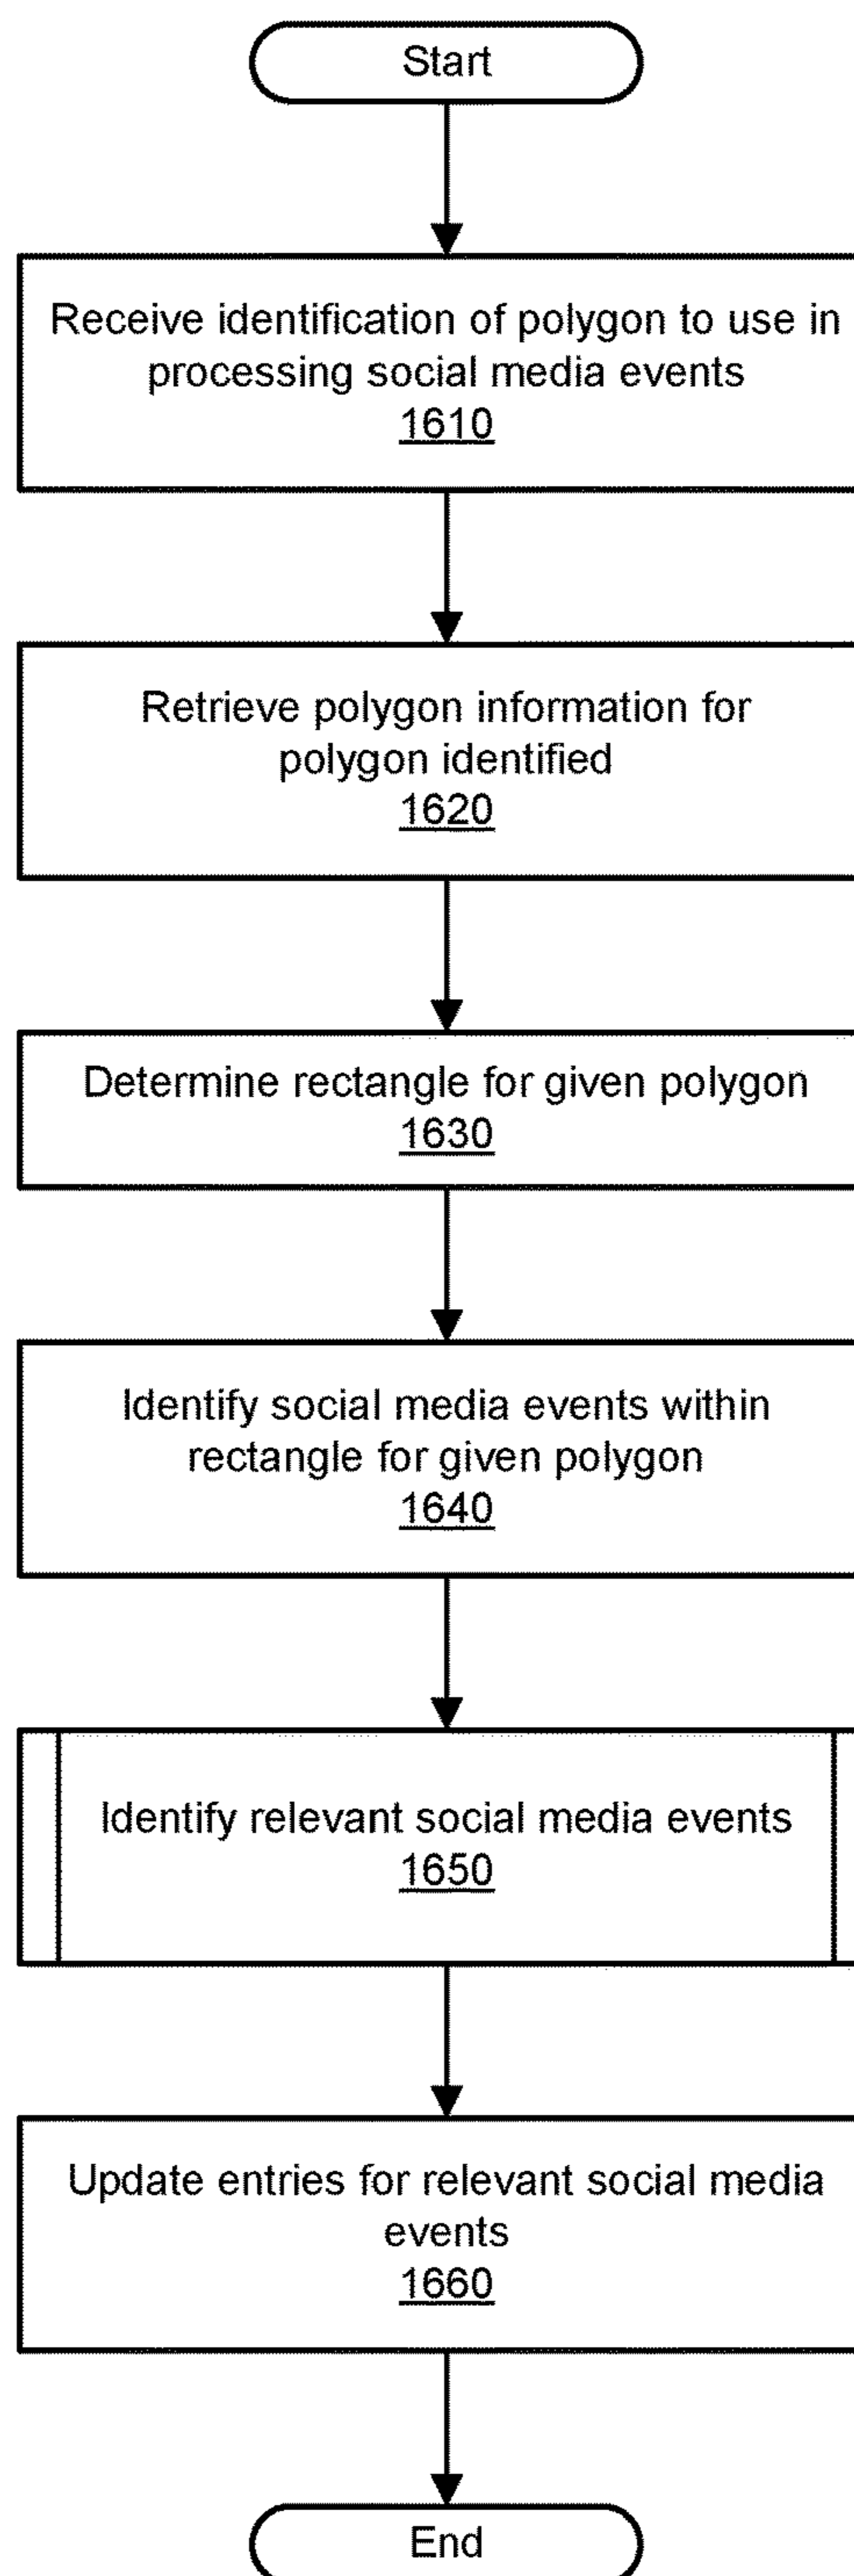 Start
Receive identification of polygon to use in
processing social media events
1610
Retrieve polygon information for
polygon identified
1620
Determine rectangle for given polygon
1630
Identify social media events within
rectangle for given polygon
1640
Identify relevant social media events
1650
Update entries for relevant social media
events
1660
End